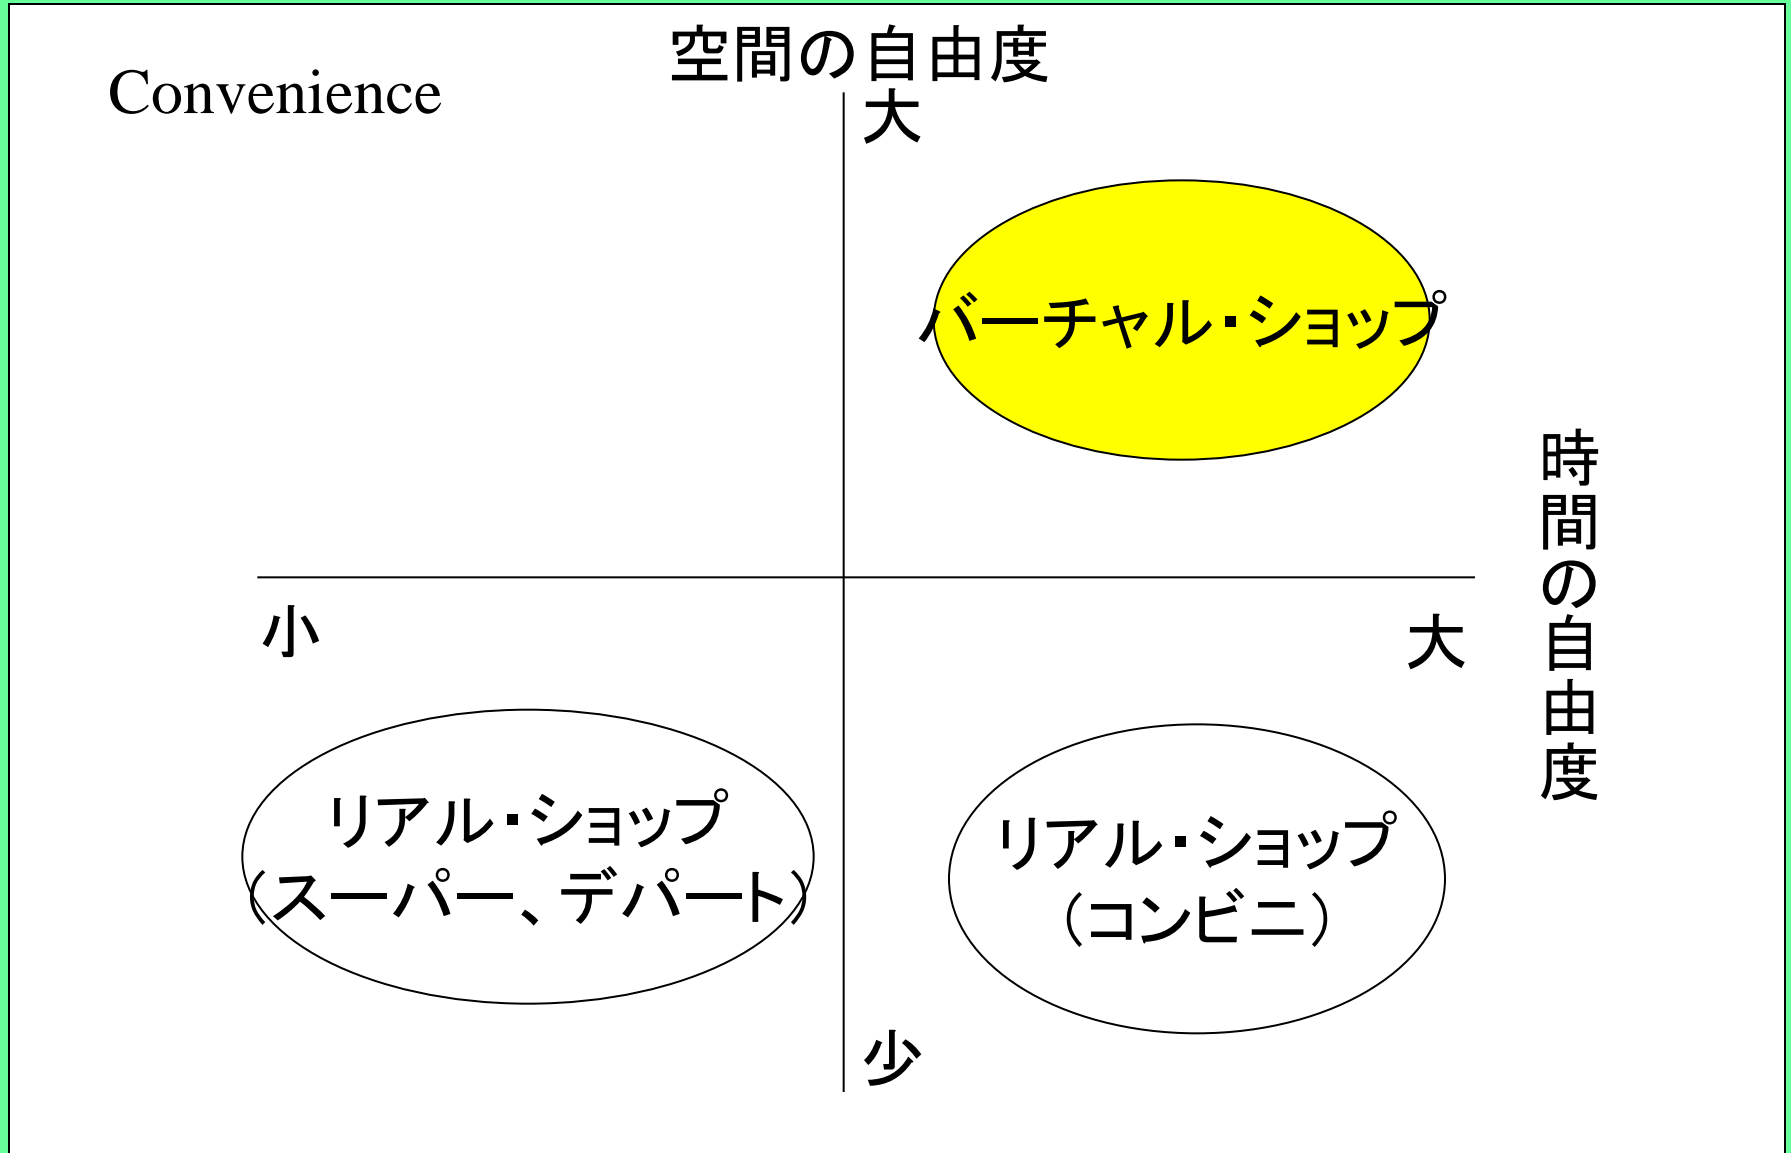 Convenience
空間の自由度
大
バーチャル・ショップ
時間の自由度
小
大
リアル・ショップ
(スーパー、デパート)
リアル・ショップ
(コンビニ)
少